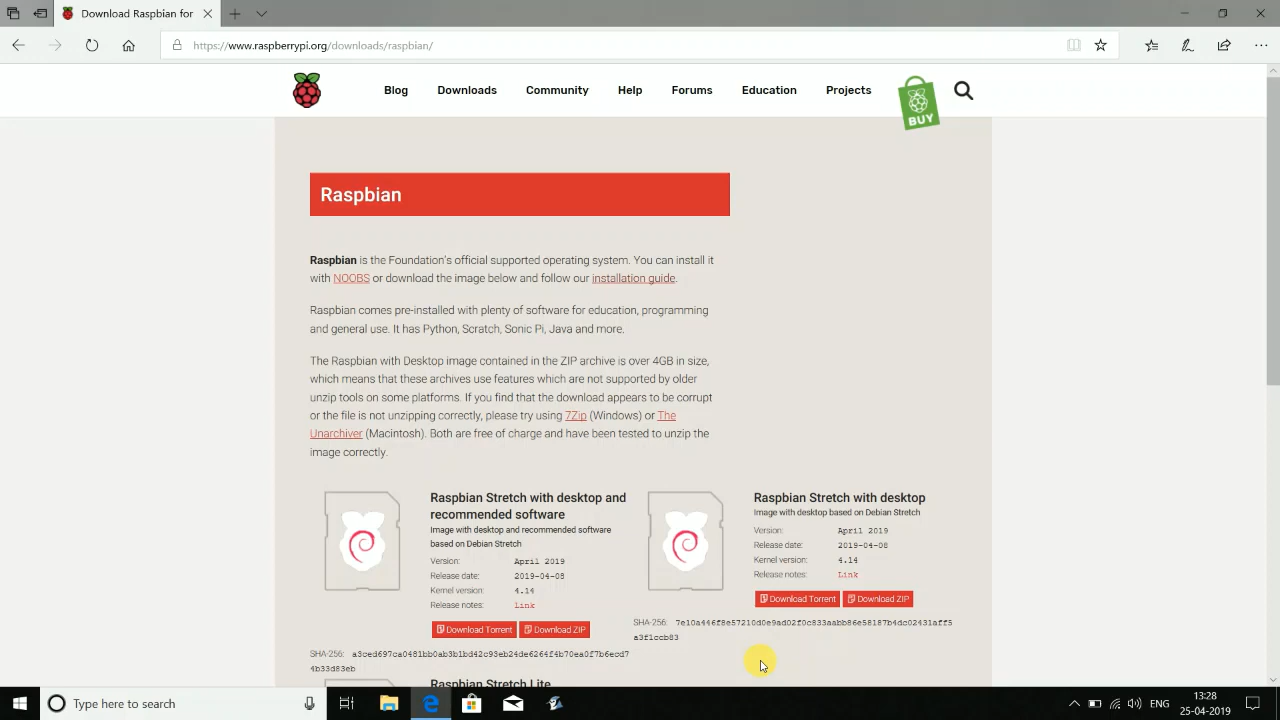 Downloads Raspbian for
https://www.raspberrypi.org/downloads/raspbian/
Blog
Downloads
Community
Help
Forums
Education
Projects
BUY
Raspbian
Raspbian is the Foundation's official supported operating system. You can install it
with NOOBS or download the image below and follow our installation guide.
Raspbian comes pre-installed with plenty of software for education, programming
and general use. It has Python, Scratch, Sonic Pi, Java and more.
The Raspbian with Desktop image contained in the ZIP archive is over 4GB in size,
which means that these archives use features which are not supported by older
unzip tools on some platforms. If you find that the download appears to be corrupt
or the file is not unzipping correctly, please try using 7Zip (Windows) or The
Unarchiver (Macintosh). Both are free of charge and have been tested to unzip the
image correctly.
Raspbian Stretch with desktop and
recommended software
Image with desktop and recommended software
based on Debian Stretch
Version: April 2019
Release date: 2019-04-08
Kernel version: 4.14
Release notes: Link
Download Torrent Download ZIP
SHA-256: a3ced697ca0481bb0ab3b1bd42c93eb24de6264f4b70ea0f7b6ecd7
4b33d83eb
Raspbian Stretch with desktop
Image with desktop based on Debian Stretch
Version: April 2019
Release date: 2019-04-08
Kernel version: 4.14
Release notes: Link
Download Torrent Download ZIP
SHA-256: 7e10a446f8e57210d0e9ad02f0c833aabb86e58187b4dc02431aff5
a3f1ccb83
Raspbian Stretch Lite
Type here to search
ENG
13:28
25-04-2019